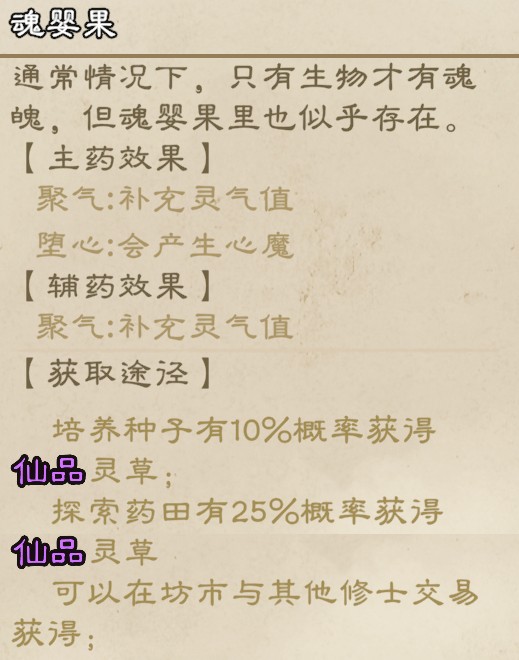 魂婴果
通常情况下，只有生物才有魂
魄，但魂婴果里也似乎存在。
【主药效果】
聚气:补充灵气值
堕心:会产生心魔
【辅药效果】
聚气:补充灵气值
【获取途径】
培养种子有10%概率获得
仙品灵草；
探索药田有25%概率获得
仙品灵草
可以在坊市与其他修士交易
获得；